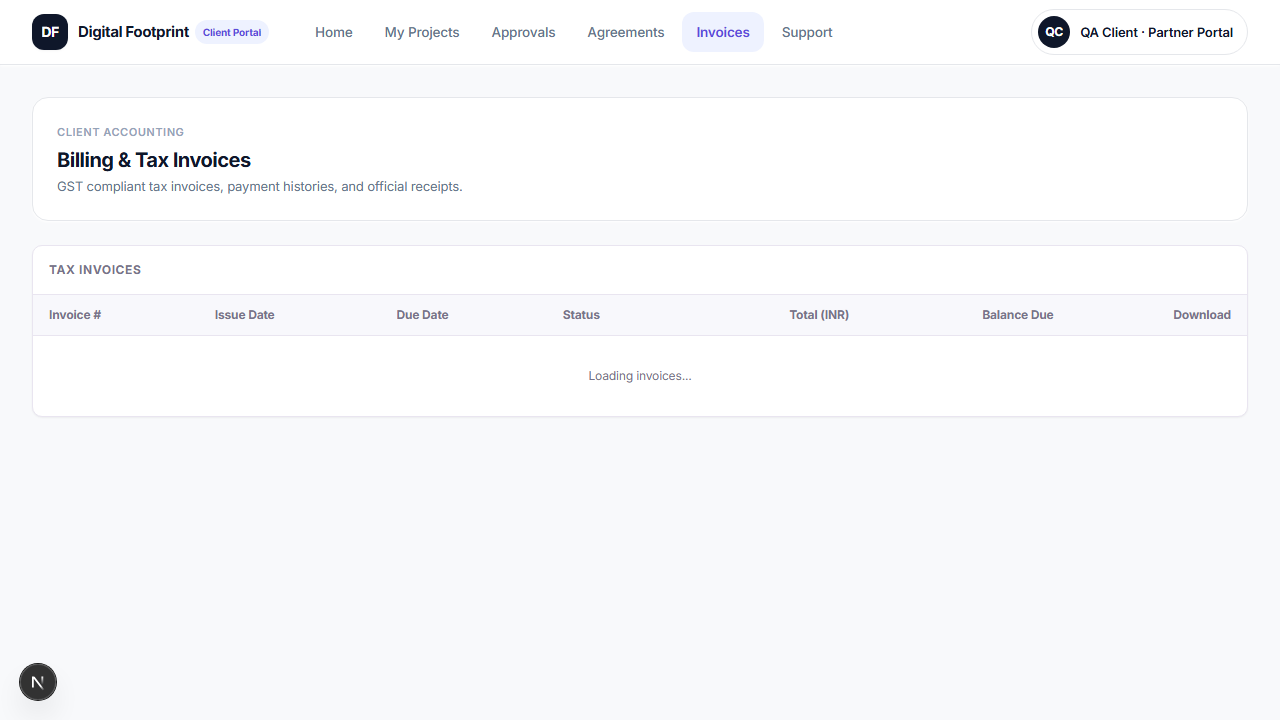 DF Digital Footprint Client Portal Home My Projects Approvals Agreements Invoices Support QC QA Client · Partner Portal
CLIENT ACCOUNTING
Billing & Tax Invoices
GST compliant tax invoices, payment histories, and official receipts.
TAX INVOICES
Invoice # Issue Date Due Date Status Total (INR) Balance Due Download
Loading invoices...
N